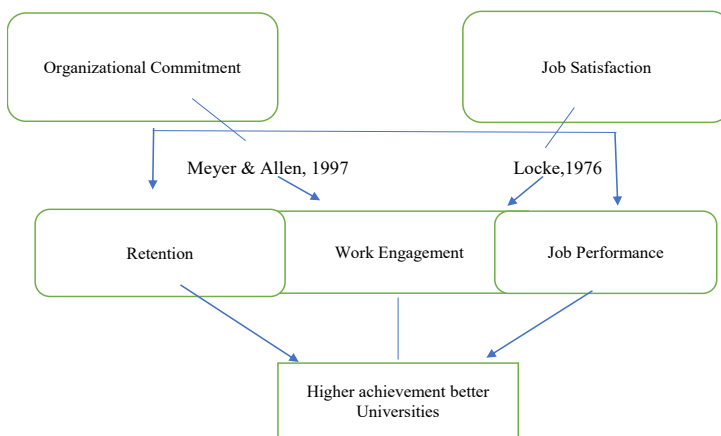 Organizational Commitment
Job Satisfaction
Meyer & Allen, 1997
Locke,1976
Retention
Work Engagement
Job Performance
Higher achievement better
Universities